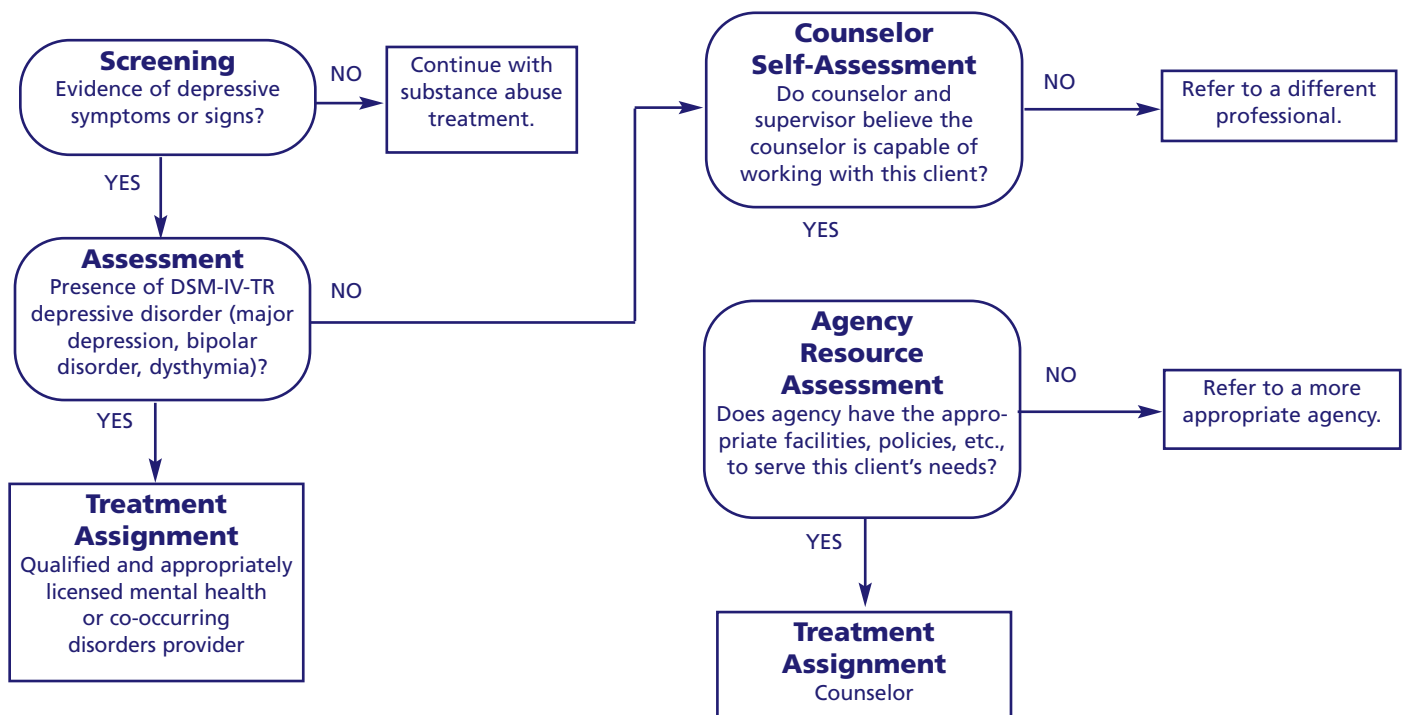 Screening
Evidence of depressive
symptoms or signs?
NO
Continue with
substance abuse
treatment.
YES
Assessment
Presence of DSM-IV-TR
depressive disorder (major
depression, bipolar
disorder, dysthymia)?
NO
YES
Treatment
Assignment
Qualified and appropriately
licensed mental health
or co-occurring
disorders provider
Counselor
Self-Assessment
Do counselor and
supervisor believe the
counselor is capable of
working with this client?
NO
Refer to a different
professional.
YES
Agency
Resource
Assessment
Does agency have the appro-
priate facilities, policies, etc.,
to serve this client's needs?
NO
Refer to a more
appropriate agency.
YES
Treatment
Assignment
Counselor